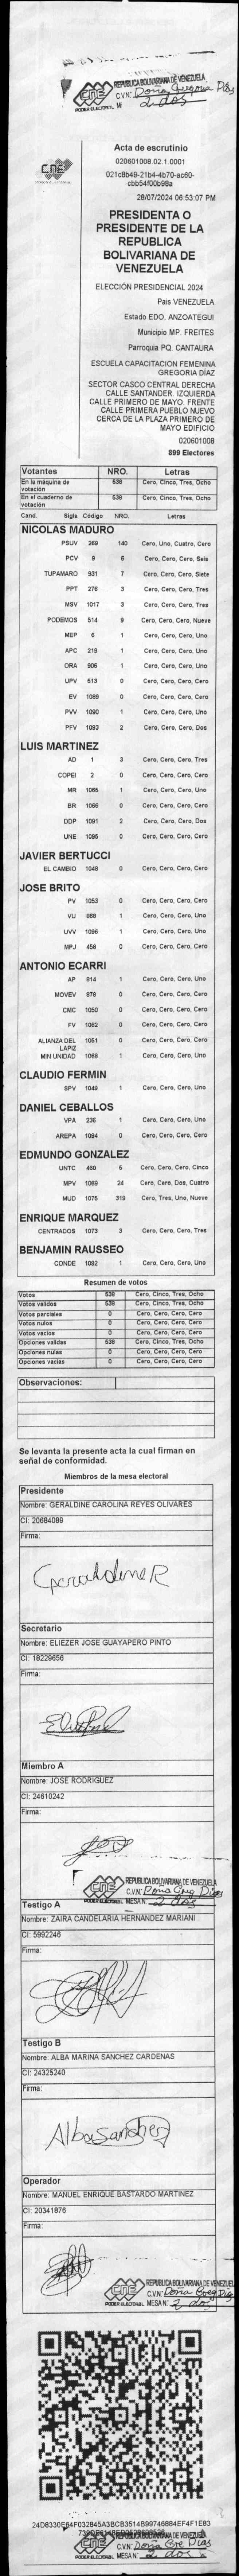 REPUBLICA BOLIVARIANA DE VENEZUELA
CNE C.V.N° Doña Gregoria Díaz
PODER ELECTORAL M 2 dos
Acta de escrutinio
020601008.02.1.0001
021c8b49-21b4-4b70-ac60-
cbb54f00b98a
28/07/2024 06:53:07 PM
PRESIDENTA O
PRESIDENTE DE LA
REPUBLICA
BOLIVARIANA DE
VENEZUELA
ELECCIÓN PRESIDENCIAL 2024
Pais VENEZUELA
Estado EDO. ANZOATEGUI
Municipio MP. FREITES
Parroquia PQ. CANTAURA
ESCUELA CAPACITACION FEMENINA
GREGORIA DÍAZ
SECTOR CASCO CENTRAL DERECHA
CALLE SANTANDER. IZQUIERDA
CALLE PRIMERO DE MAYO. FRENTE
CALLE PRIMERA PUEBLO NUEVO
CERCA DE LA PLAZA PRIMERO DE
MAYO EDIFICIO
020601008
899 Electores
Votantes NRO. Letras
En la máquina de votación 538 Cero, Cinco, Tres, Ocho
En el cuaderno de votación 538 Cero, Cinco, Tres, Ocho
Cand. Sigla Código NRO. Letras
NICOLAS MADURO
PSUV 269 140 Cero, Uno, Cuatro, Cero
PCV 9 6 Cero, Cero, Cero, Seis
TUPAMARO 931 7 Cero, Cero, Cero, Siete
PPT 276 3 Cero, Cero, Cero, Tres
MSV 1017 3 Cero, Cero, Cero, Tres
PODEMOS 514 9 Cero, Cero, Cero, Nueve
MEP 6 1 Cero, Cero, Cero, Uno
APC 219 1 Cero, Cero, Cero, Uno
ORA 906 1 Cero, Cero, Cero, Uno
UPV 513 0 Cero, Cero, Cero, Cero
EV 1089 0 Cero, Cero, Cero, Cero
PVV 1090 1 Cero, Cero, Cero, Uno
PFV 1093 2 Cero, Cero, Cero, Dos
LUIS MARTINEZ
AD 1 3 Cero, Cero, Cero, Tres
COPEI 2 0 Cero, Cero, Cero, Cero
MR 1065 1 Cero, Cero, Cero, Uno
BR 1066 0 Cero, Cero, Cero, Cero
DDP 1091 2 Cero, Cero, Cero, Dos
UNE 1095 0 Cero, Cero, Cero, Cero
JAVIER BERTUCCI
EL CAMBIO 1048 0 Cero, Cero, Cero, Cero
JOSE BRITO
PV 1053 0 Cero, Cero, Cero, Cero
VU 868 1 Cero, Cero, Cero, Uno
UVV 1096 1 Cero, Cero, Cero, Uno
MPJ 458 0 Cero, Cero, Cero, Cero
ANTONIO ECARRI
AP 814 1 Cero, Cero, Cero, Uno
MOVEV 876 0 Cero, Cero, Cero, Cero
CMC 1050 0 Cero, Cero, Cero, Cero
FV 1062 0 Cero, Cero, Cero, Cero
ALIANZA DEL LAPIZ 1051 0 Cero, Cero, Cero, Cero
MIN UNIDAD 1068 1 Cero, Cero, Cero, Uno
CLAUDIO FERMIN
SPV 1049 1 Cero, Cero, Cero, Uno
DANIEL CEBALLOS
VPA 236 1 Cero, Cero, Cero, Uno
AREPA 1094 0 Cero, Cero, Cero, Cero
EDMUNDO GONZALEZ
UNTC 460 5 Cero, Cero, Cero, Cinco
MPV 1069 24 Cero, Cero, Dos, Cuatro
MUD 1075 319 Cero, Tres, Uno, Nueve
ENRIQUE MARQUEZ
CENTRADOS 1073 3 Cero, Cero, Cero, Tres
BENJAMIN RAUSSEO
CONDE 1092 1 Cero, Cero, Cero, Uno
Resumen de votos
Votos 538 Cero, Cinco, Tres, Ocho
Votos validos 538 Cero, Cinco, Tres, Ocho
Votos parciales 0 Cero, Cero, Cero, Cero
Votos nulos 0 Cero, Cero, Cero, Cero
Votos vacios 0 Cero, Cero, Cero, Cero
Opciones validas 538 Cero, Cinco, Tres, Ocho
Opciones nulas 0 Cero, Cero, Cero, Cero
Opciones vacias 0 Cero, Cero, Cero, Cero
Observaciones:
Se levanta la presente acta la cual firman en
señal de conformidad.
Miembros de la mesa electoral
Presidente
Nombre: GERALDINE CAROLINA REYES OLIVARES
CI: 20684089
Firma:
Geraldine R
Secretario
Nombre: ELIEZER JOSE GUAYAPERO PINTO
CI: 18229656
Firma:
Miembro A
Nombre: JOSE RODRIGUEZ
CI: 24610242
Firma:
REPUBLICA BOLIVARIANA DE VENEZUELA
CNE C.V.N° Doña Greg Díaz
PODER ELECTORAL MESA N° 2 dos
Testigo A
Nombre: ZAIRA CANDELARIA HERNANDEZ MARIANI
CI: 5992246
Firma:
Testigo B
Nombre: ALBA MARINA SANCHEZ CARDENAS
CI: 24325240
Firma:
Alba Sanchez
Operador
Nombre: MANUEL ENRIQUE BASTARDO MARTINEZ
CI: 20341876
Firma:
REPUBLICA BOLIVARIANA DE VENEZUELA
CNE C.V.N° Doña Greg Díaz
PODER ELECTORAL MESA N° 2 dos
24DB330E64F032845A3BCB3514B99746884EF4F1E83
REPUBLICA BOLIVARIANA DE VENEZUELA
CNE C.V.N° Doña Gre Díaz
PODER ELECTORAL MESA N° 2 dos